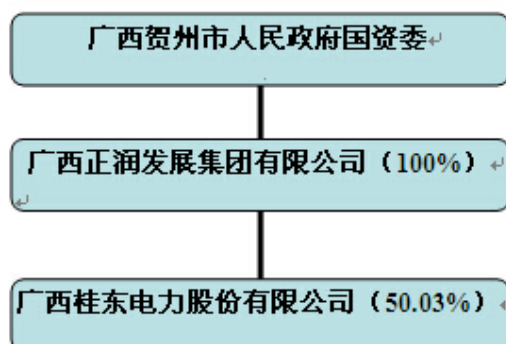 广西贺州市人民政府国资委
广西正润发展集团有限公司（100%）
广西桂东电力股份有限公司（50.03%）